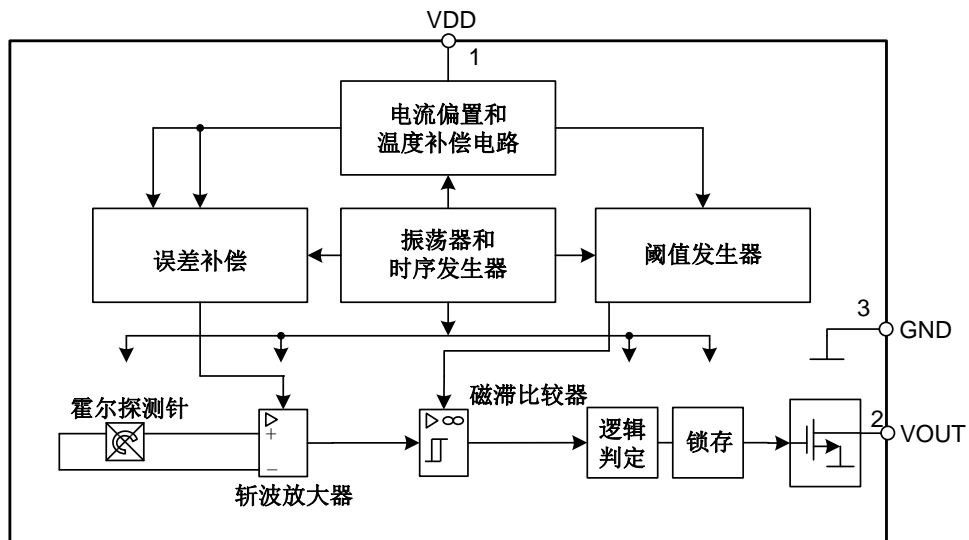 VDD
1
电流偏置和
温度补偿电路
误差补偿
振荡器和
时序发生器
阈值发生器
3
GND
霍尔探测针
磁滞比较器
+
−
∞
逻辑
判定
锁存
2
VOUT
斩波放大器